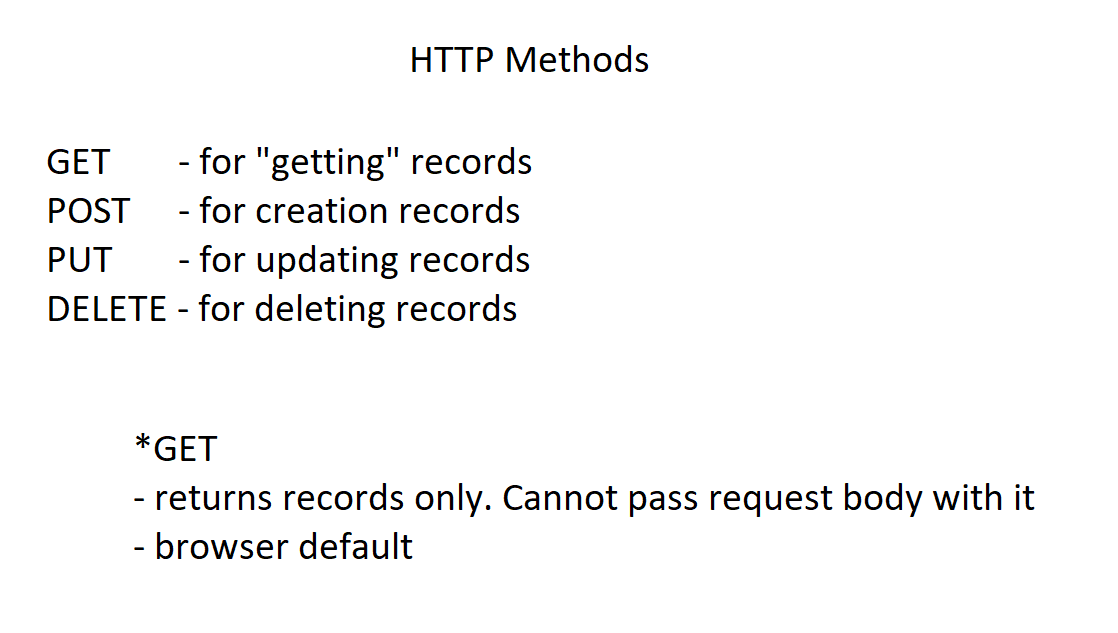 HTTP Methods
GET - for "getting" records
POST - for creation records
PUT - for updating records
DELETE - for deleting records
*GET
- returns records only. Cannot pass request body with it
- browser default